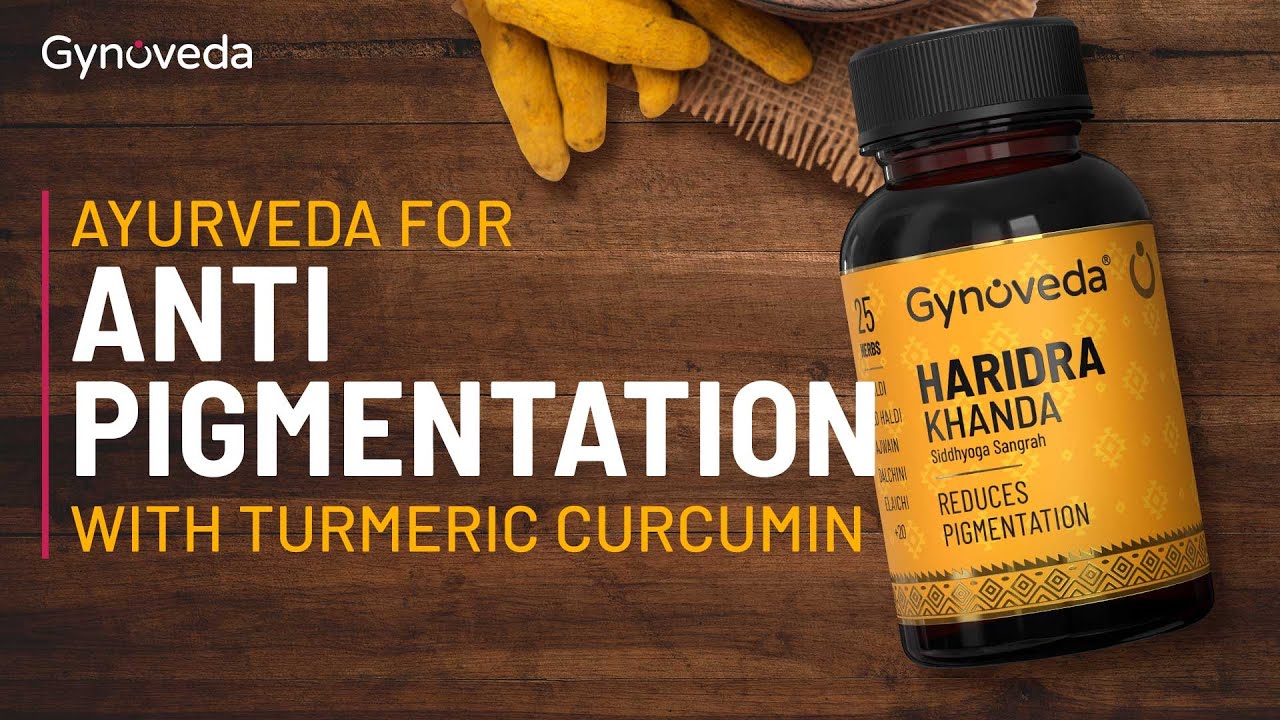 Gynoveda
AYURVEDA FOR
ANTI
PIGMENTATION
WITH TURMERIC CURCUMIN
Gynoveda®
25
HERBS
HARIDRA
KHANDA
Siddhyoga Sangrah
REDUCES
PIGMENTATION
HALDI
DALCHINI
ELAICHI
+20